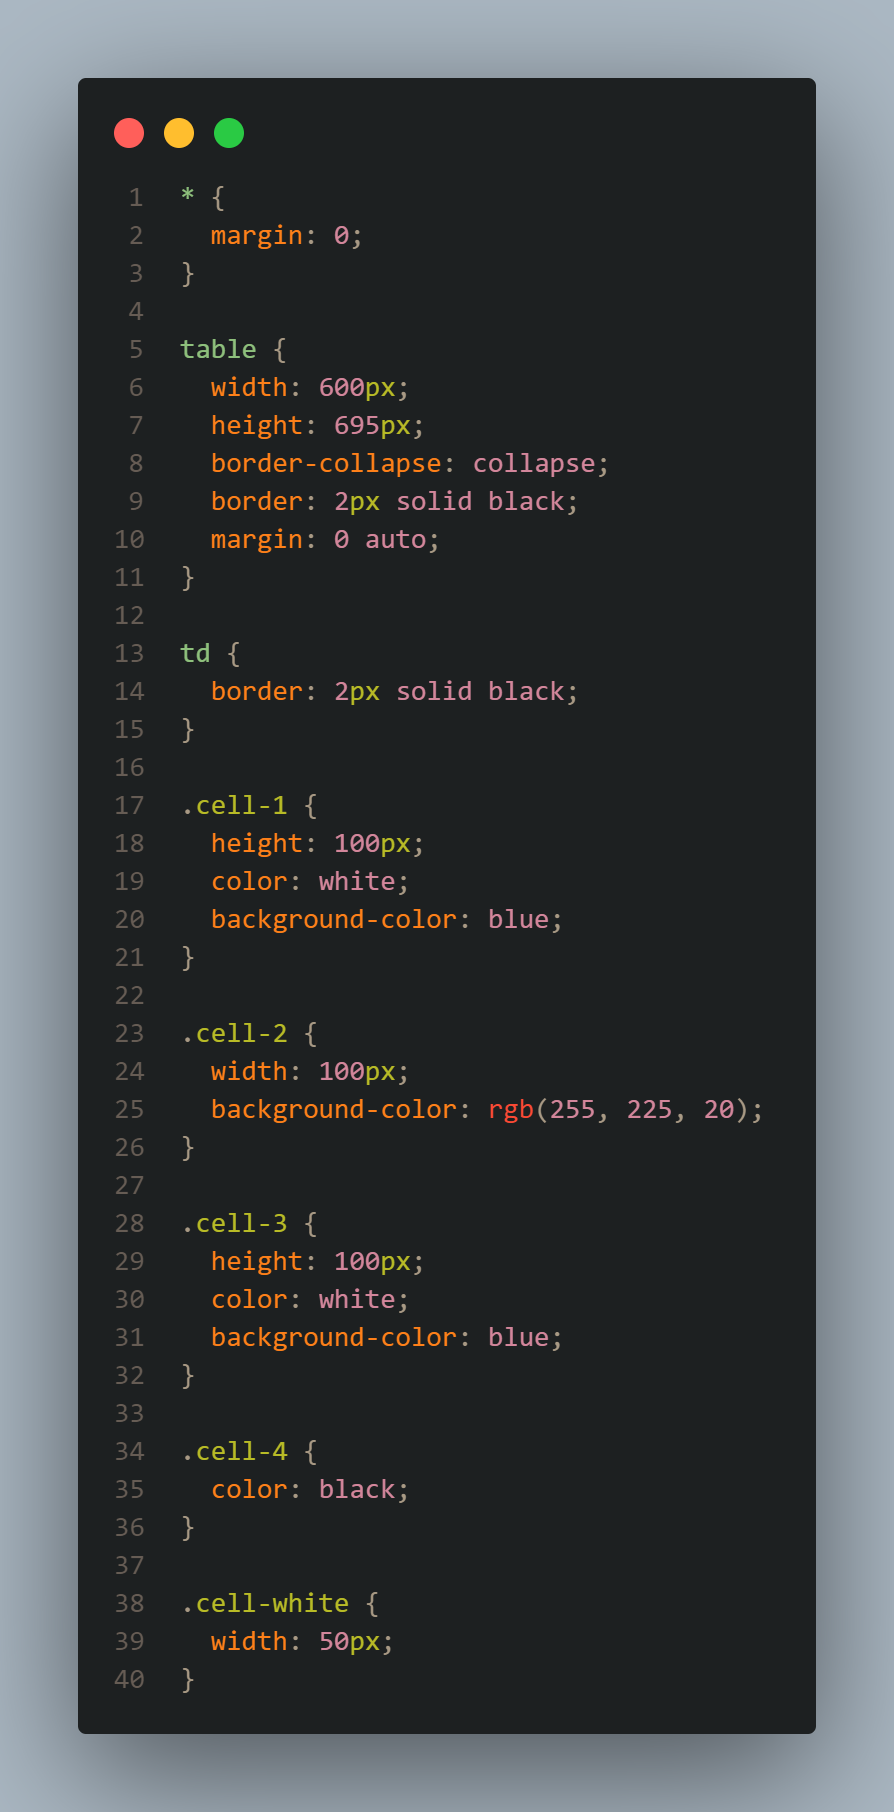 1 * {
2   margin: 0;
3 }
4
5 table {
6   width: 600px;
7   height: 695px;
8   border-collapse: collapse;
9   border: 2px solid black;
10   margin: 0 auto;
11 }
12
13 td {
14   border: 2px solid black;
15 }
16
17 .cell-1 {
18   height: 100px;
19   color: white;
20   background-color: blue;
21 }
22
23 .cell-2 {
24   width: 100px;
25   background-color: rgb(255, 225, 20);
26 }
27
28 .cell-3 {
29   height: 100px;
30   color: white;
31   background-color: blue;
32 }
33
34 .cell-4 {
35   color: black;
36 }
37
38 .cell-white {
39   width: 50px;
40 }